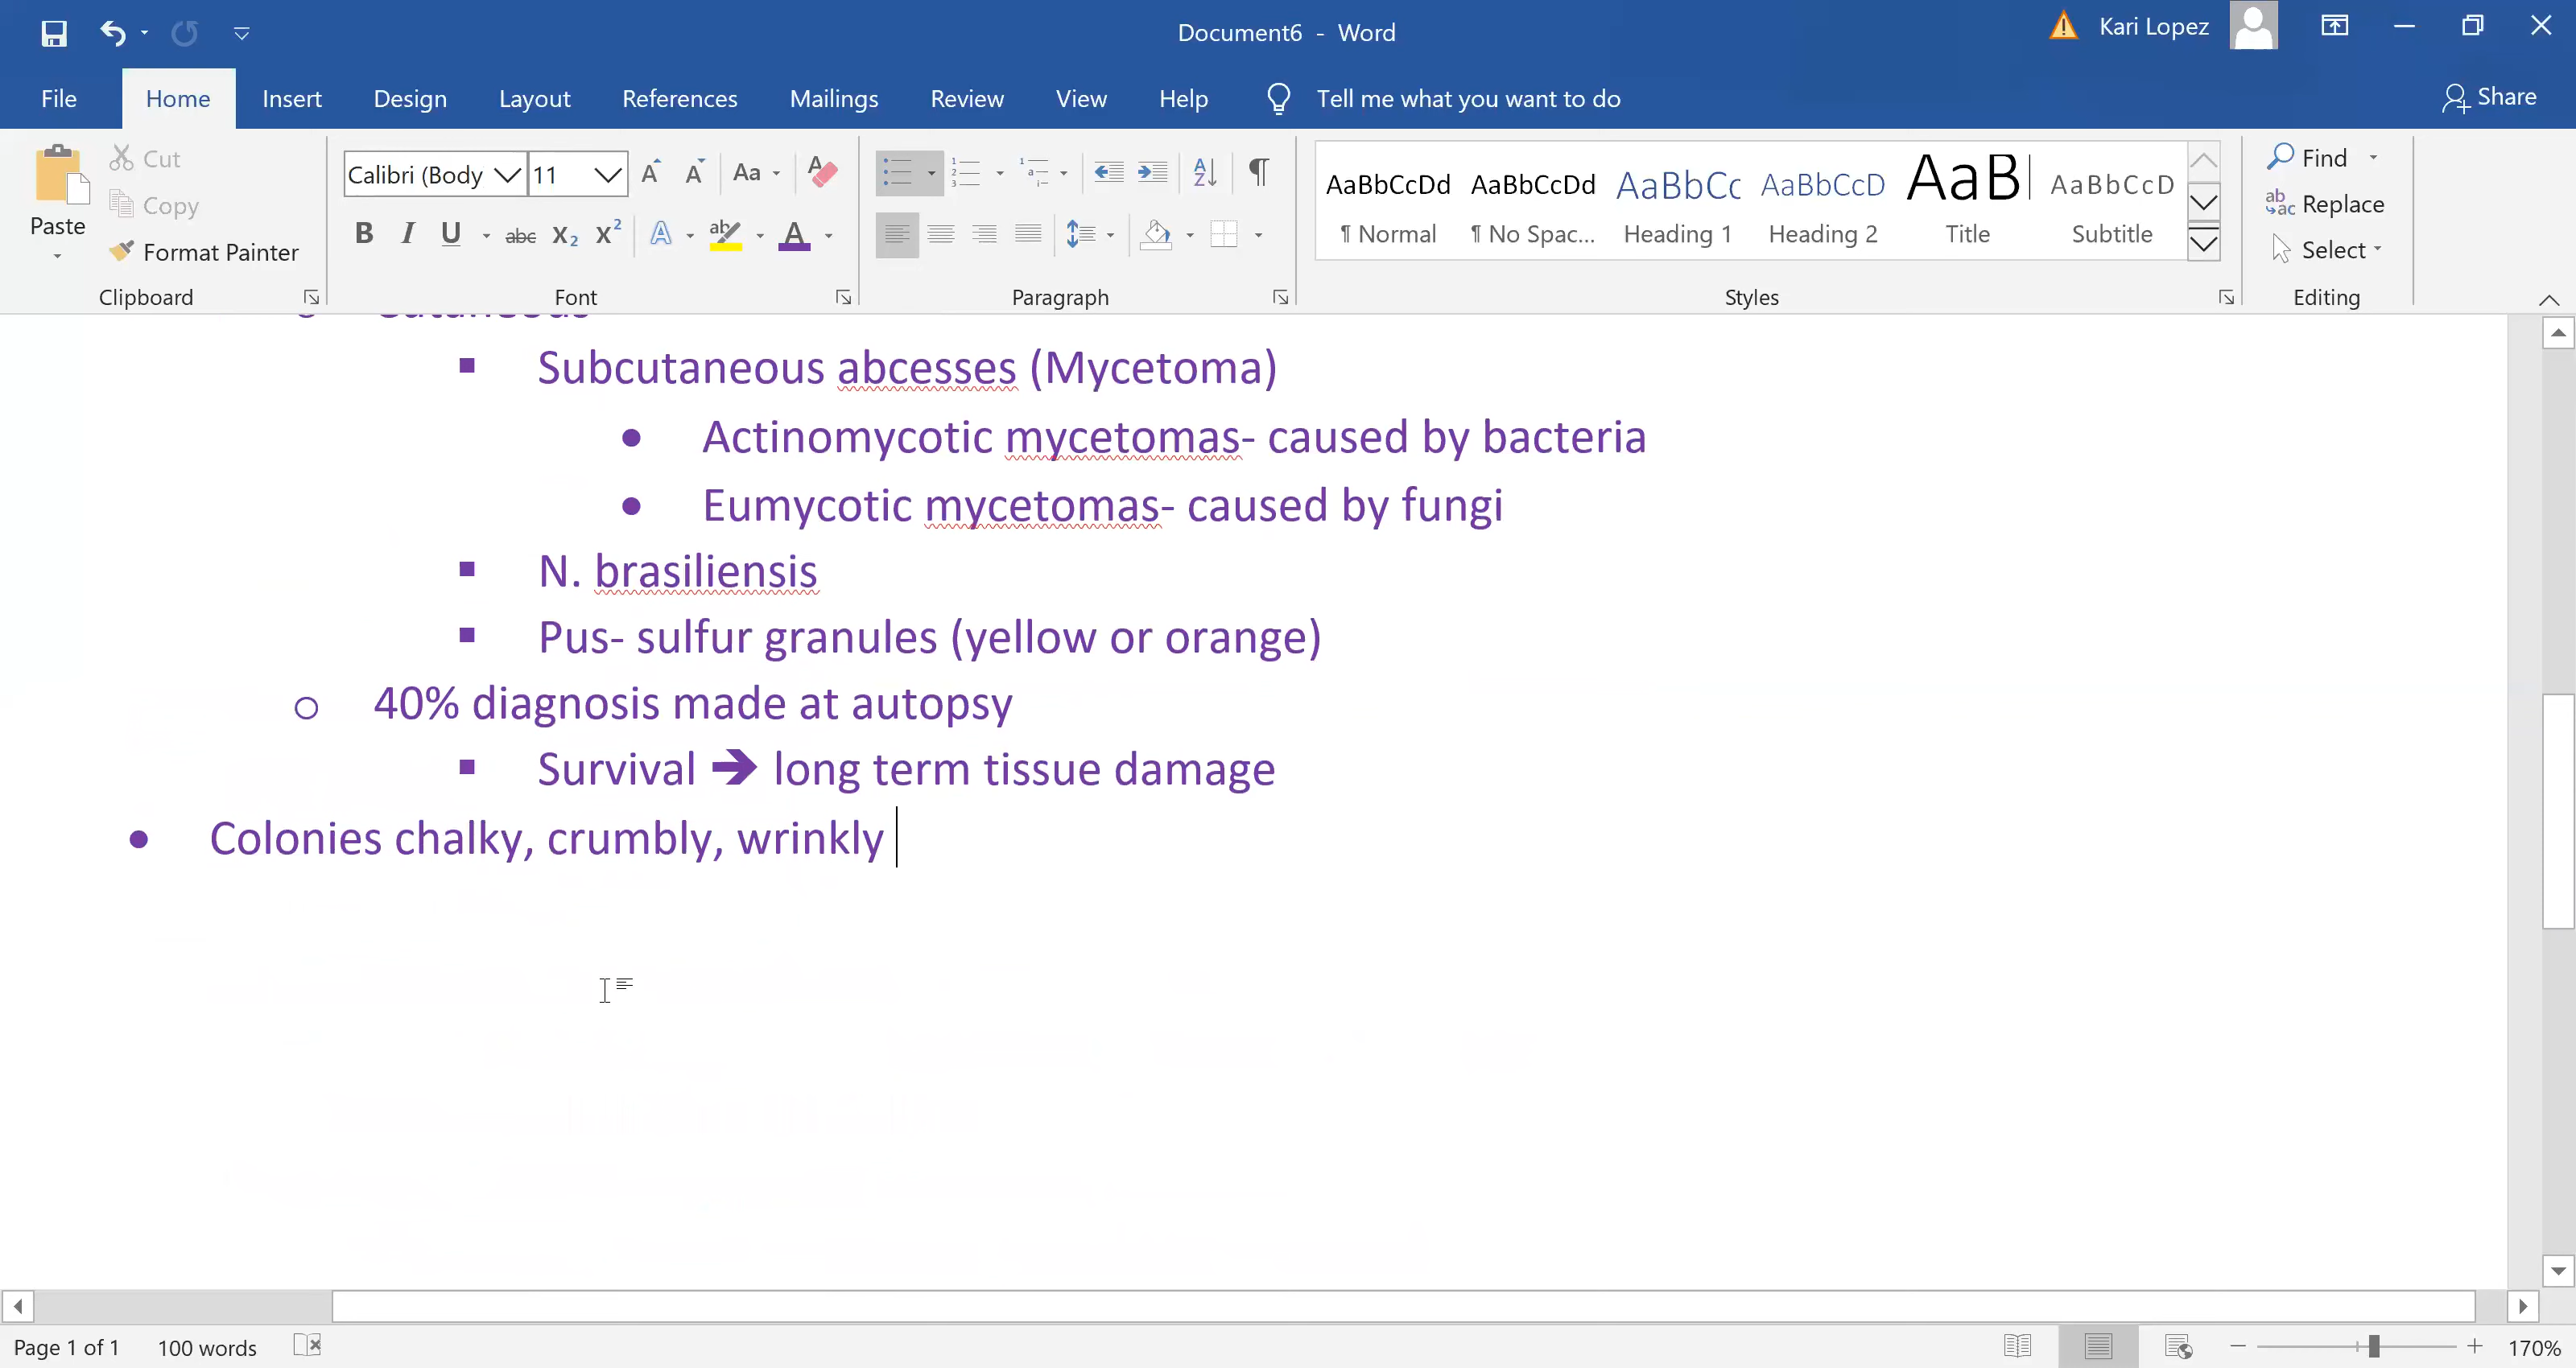 Document6 - Word
Kari Lopez
File Home Insert Design Layout References Mailings Review View Help Tell me what you want to do Share
Paste
Cut
Copy
Format Painter
Clipboard
Calibri (Body 11
Font
Paragraph
AaBbCcDd AaBbCcDd AaBbCc AaBbCcD AaB AaBbCcD
¶ Normal ¶ No Spac... Heading 1 Heading 2 Title Subtitle
Styles
Find
Replace
Select
Editing
Cutaneous
Subcutaneous abcesses (Mycetoma)
Actinomycotic mycetomas- caused by bacteria
Eumycotic mycetomas- caused by fungi
N. brasiliensis
Pus- sulfur granules (yellow or orange)
40% diagnosis made at autopsy
Survival ➔ long term tissue damage
Colonies chalky, crumbly, wrinkly
Page 1 of 1 100 words 170%